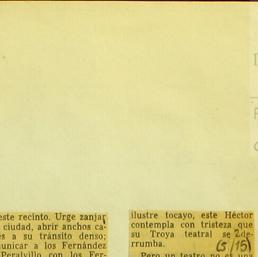 este recinto. Urge zanjar
ciudad, abrir anchos ca-
és a su tránsito denso;
unicar a los Fernández
Peralvillo con los Fer-
ilustre tocayo, este Héctor
contempla con tristeza que
su Troya teatral se de-
rrumba.
(5/15)
Pero un teatro no es una